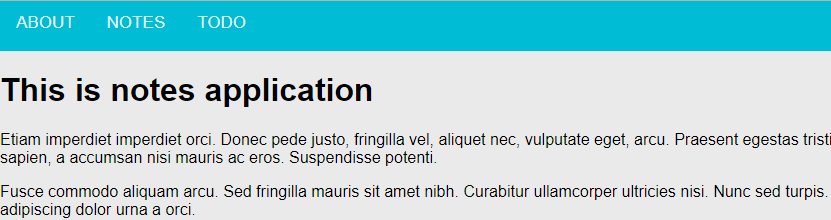 ABOUT NOTES TODO
This is notes application
Etiam imperdiet imperdiet orci. Donec pede justo, fringilla vel, aliquet nec, vulputate eget, arcu. Praesent egestas tristi
sapien, a accumsan nisi mauris ac eros. Suspendisse potenti.
Fusce commodo aliquam arcu. Sed fringilla mauris sit amet nibh. Curabitur ullamcorper ultricies nisi. Nunc sed turpis.
adipiscing dolor urna a orci.